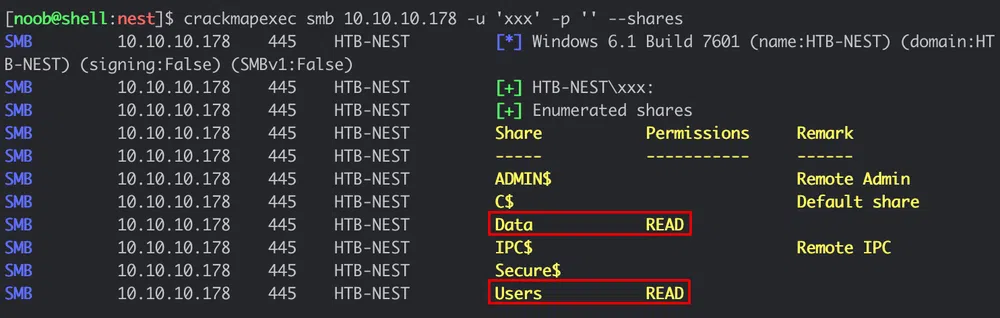 [noob@shell:nest]$ crackmapexec smb 10.10.10.178 -u 'xxx' -p '' --shares
SMB 10.10.10.178 445 HTB-NEST [*] Windows 6.1 Build 7601 (name:HTB-NEST) (domain:HT
B-NEST) (signing:False) (SMBv1:False)
SMB 10.10.10.178 445 HTB-NEST [+] HTB-NEST\xxx:
SMB 10.10.10.178 445 HTB-NEST [+] Enumerated shares
SMB 10.10.10.178 445 HTB-NEST Share Permissions Remark
SMB 10.10.10.178 445 HTB-NEST ----- ----------- ------
SMB 10.10.10.178 445 HTB-NEST ADMIN$ Remote Admin
SMB 10.10.10.178 445 HTB-NEST C$ Default share
SMB 10.10.10.178 445 HTB-NEST Data READ
SMB 10.10.10.178 445 HTB-NEST IPC$ Remote IPC
SMB 10.10.10.178 445 HTB-NEST Secure$
SMB 10.10.10.178 445 HTB-NEST Users READ